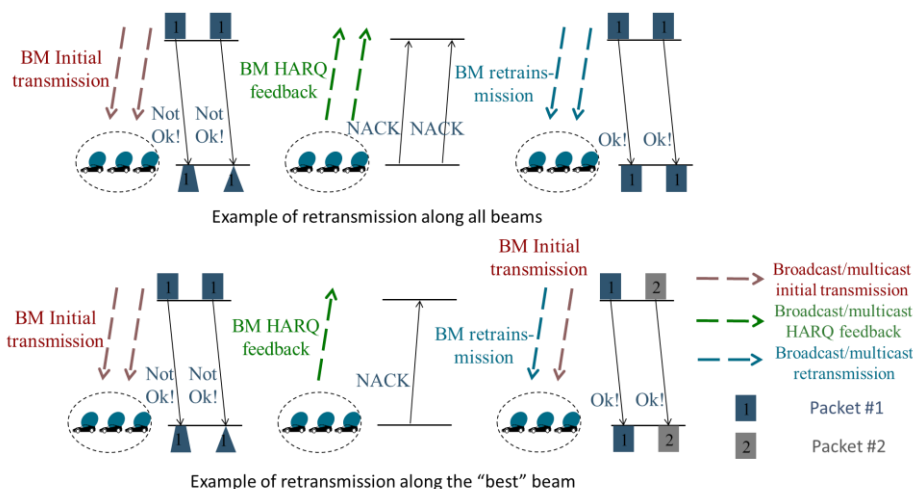 1 1
BM Initial
transmission
Not
Ok!
Not
Ok!
1 1
BM HARQ
feedback
NACK NACK
BM retrains-
mission
1 1
Ok! Ok!
1 1
Example of retransmission along all beams
BM Initial
transmission
1 1
Not
Ok!
Not
Ok!
1 1
BM HARQ
feedback
NACK
BM Initial
transmission
BM retrains-
mission
1 2
Ok! Ok!
1 2
Example of retransmission along the “best” beam
Broadcast/multicast
initial transmission
Broadcast/multicast
HARQ feedback
Broadcast/multicast
retransmission
1 Packet #1
2 Packet #2